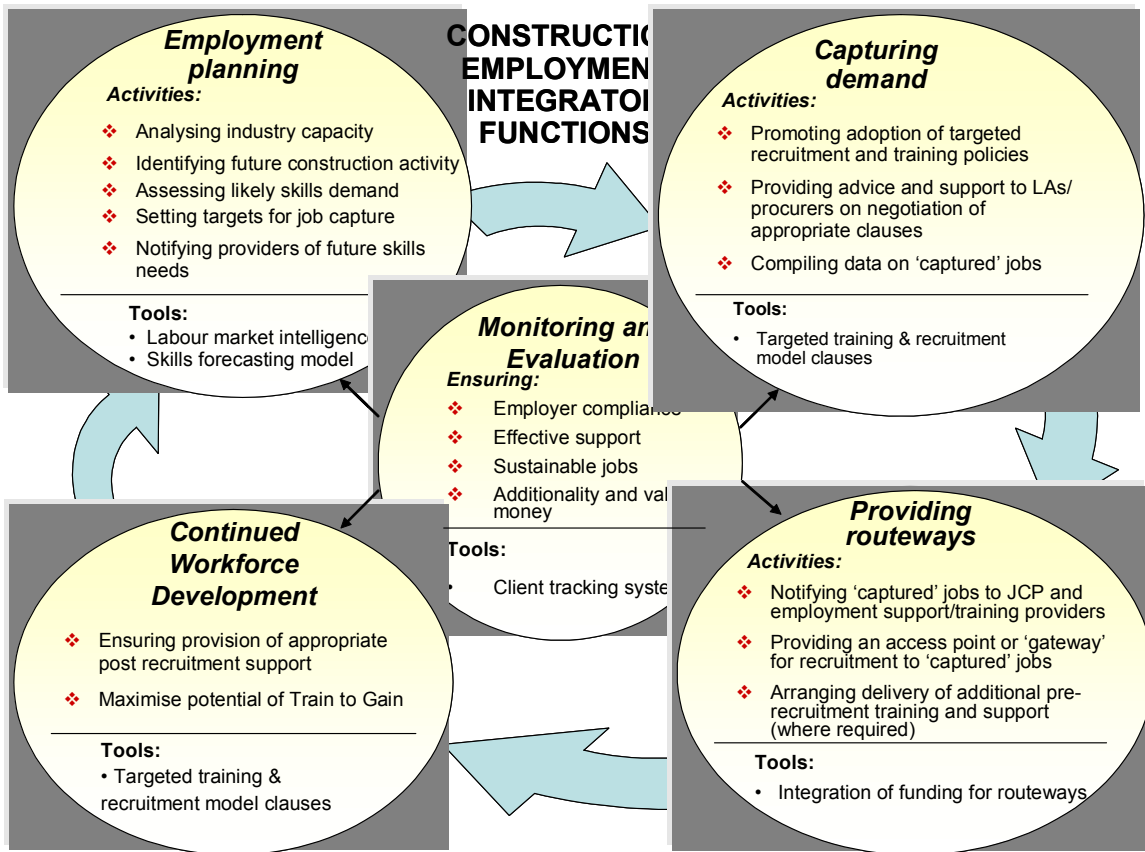 CONSTRUCTIO
EMPLOYMEN
INTEGRATO
FUNCTIONS
Employment
planning
Activities:
❖ Analysing industry capacity
❖ Identifying future construction activity
❖ Assessing likely skills demand
❖ Setting targets for job capture
❖ Notifying providers of future skills
needs
Tools:
• Labour market intelligenc
• Skills forecasting model
Capturing
demand
Activities:
❖ Promoting adoption of targeted
recruitment and training policies
❖ Providing advice and support to LAs/
procurers on negotiation of
appropriate clauses
❖ Compiling data on ‘captured’ jobs
Tools:
• Targeted training & recruitment
model clauses
Monitoring an
Evaluation
Ensuring:
❖ Employer compliance
❖ Effective support
❖ Sustainable jobs
❖ Additionality and val
money
Tools:
• Client tracking syste
Continued
Workforce
Development
❖ Ensuring provision of appropriate
post recruitment support
❖ Maximise potential of Train to Gain
Tools:
• Targeted training &
recruitment model clauses
Providing
routeways
Activities:
❖ Notifying ‘captured’ jobs to JCP and
employment support/training providers
❖ Providing an access point or ‘gateway’
for recruitment to ‘captured’ jobs
❖ Arranging delivery of additional pre-
recruitment training and support
(where required)
Tools:
• Integration of funding for routeways